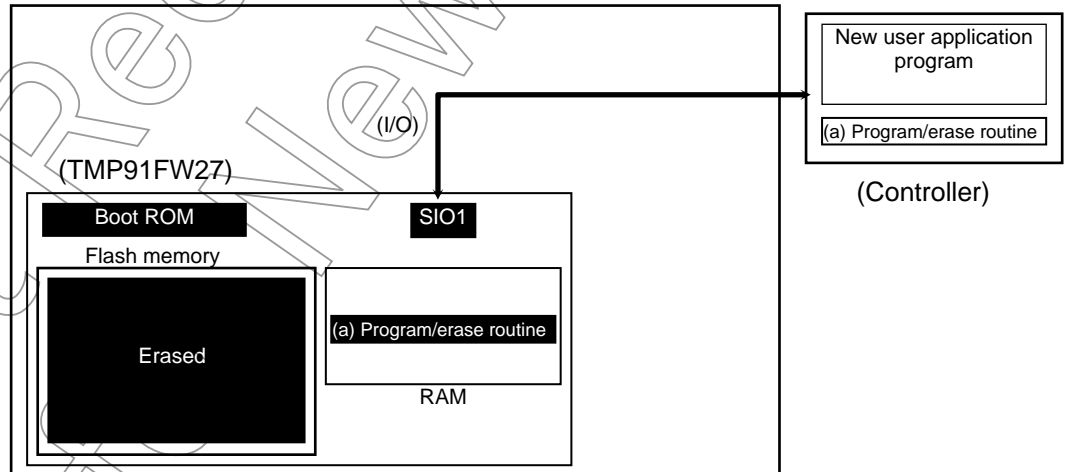 New user application
program
(a) Program/erase routine
(Controller)
(I/O)
(TMP91FW27)
Boot ROM
SIO1
Flash memory
Erased
(a) Program/erase routine
RAM